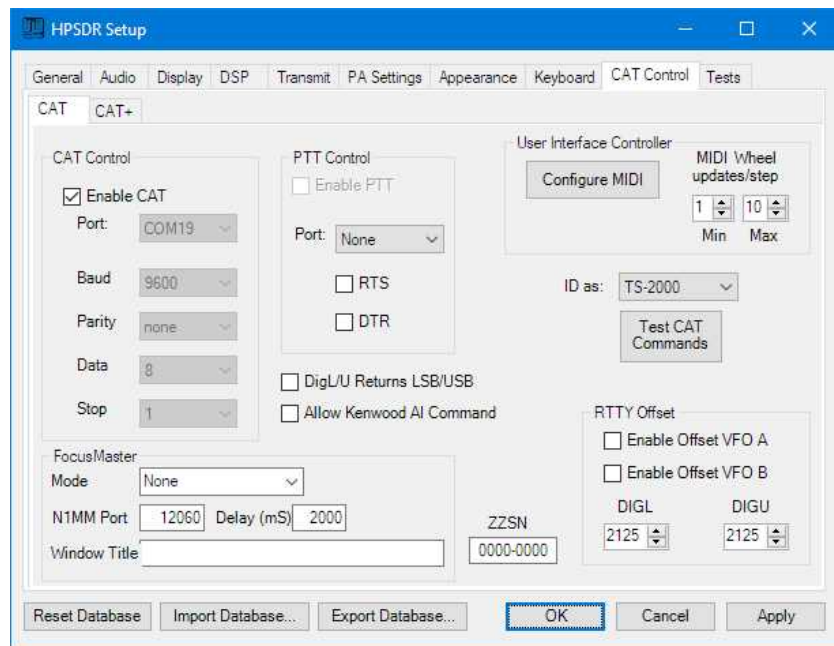 HPSDR Setup
General Audio Display DSP Transmit PA Settings Appearance Keyboard CAT Control Tests
CAT CAT+
CAT Control
Enable CAT
Port: COM19
Baud 9600
Parity none
Data 8
Stop 1
PTT Control
Enable PTT
Port: None
RTS
DTR
DigL/U Returns LSB/USB
Allow Kenwood AI Command
User Interface Controller
Configure MIDI
MIDI Wheel
updates/step
1 10
Min Max
ID as: TS-2000
Test CAT
Commands
FocusMaster
Mode None
N1MM Port 12060 Delay (mS) 2000
Window Title
ZZSN
0000-0000
RTTY Offset
Enable Offset VFO A
Enable Offset VFO B
DIGL DIGU
2125 2125
Reset Database Import Database... Export Database... OK Cancel Apply